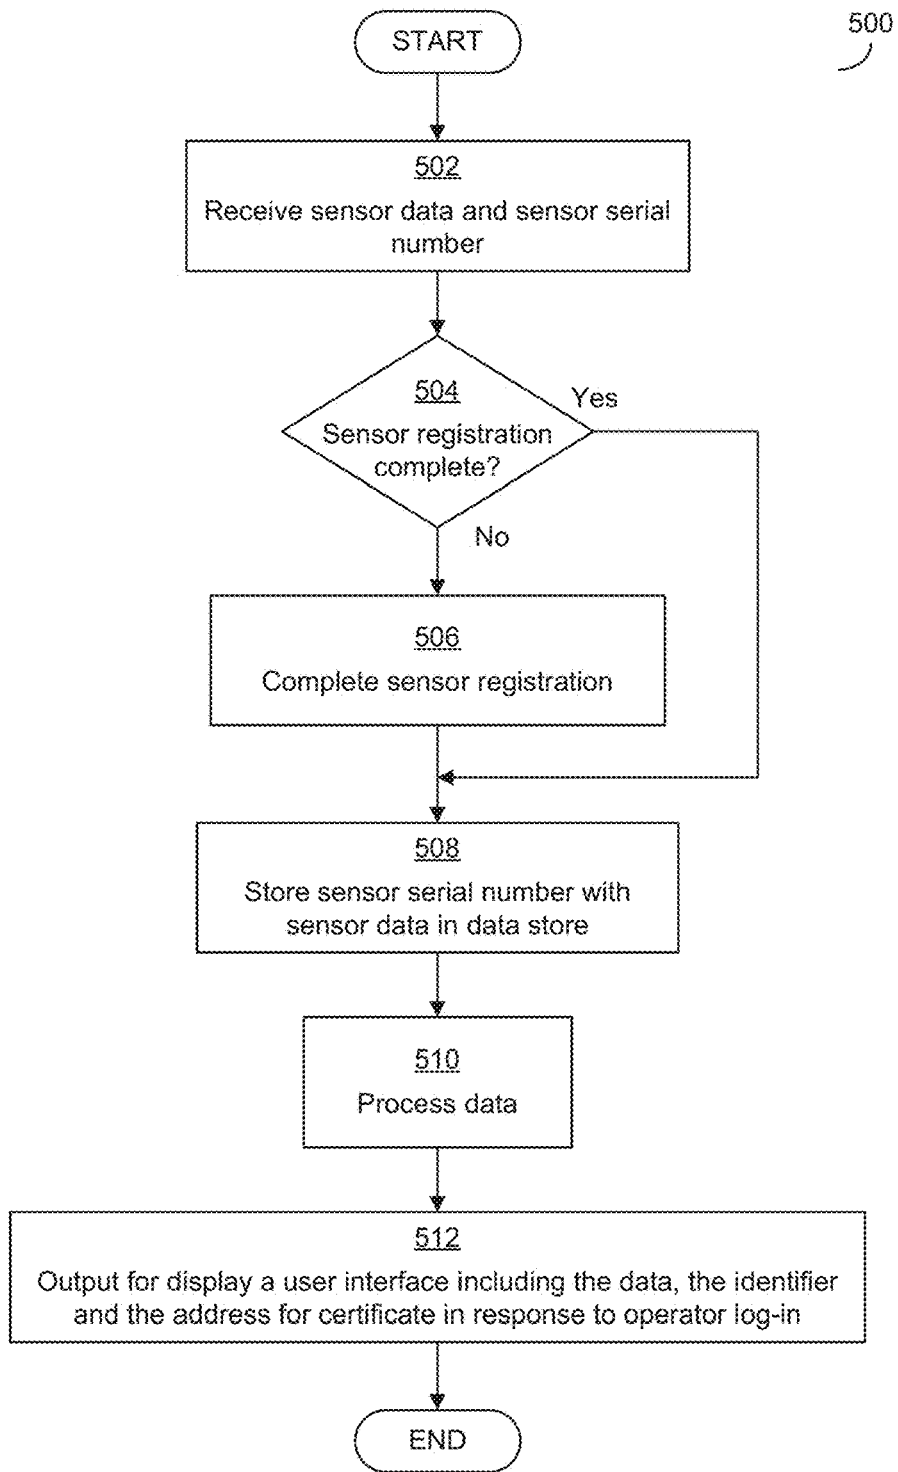 START
500
502
Receive sensor data and sensor serial
number
504
Yes
Sensor registration
complete?
No
506
Complete sensor registration
508
Store sensor serial number with
sensor data in data store
510
Process data
512
Output for display a user interface including the data, the identifier
and the address for certificate in response to operator log-in
END